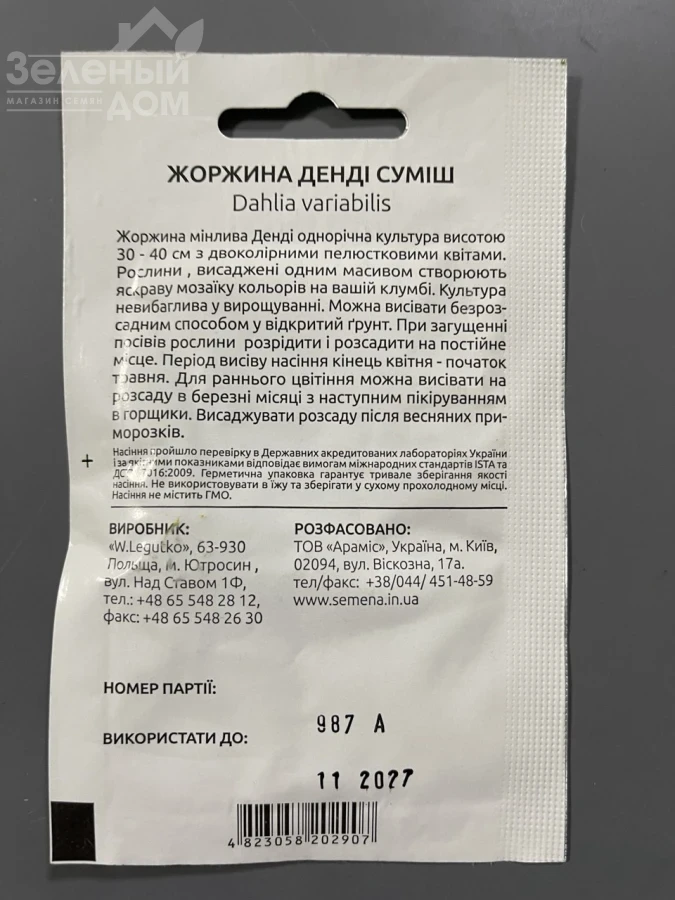 Зеленый
МАГАЗИН СЕМЯН
ДОМ
ЖОРЖИНА ДЕНДІ СУМІШ
Dahlia variabilis
Жоржина мінлива Денді однорічна культура висотою
30 - 40 см з двоколірними пелюстковими квітами.
Рослини , висаджені одним масивом створюють
яскраву мозаїку кольорів на вашій клумбі. Культура
невибаглива у вирощуванні. Можна висівати безроз-
садним способом у відкритий ґрунт. При загущенні
посівів рослини розрідити і розсадити на постійне
місце. Період висіву насіння кінець квітня - початок
травня. Для раннього цвітіння можна висівати на
розсаду в березні місяці з наступним пікіруванням
в горщики. Висаджувати розсаду після весняних при-
морозків.
Насіння пройшло перевірку в Державних акредитованих лабораторіях України
і за якісними показниками відповідає вимогам міжнародних стандартів ISTA та
ДСТУ 7016:2009. Герметична упаковка гарантує тривале зберігання якості
насіння. Не використовувати в їжу та зберігати у сухому прохолодному місці.
Насіння не містить ГМО.
ВИРОБНИК:
«W.Legutko», 63-930
Польща, м. Ютросин ,
вул. Над Ставом 1Ф,
тел.: +48 65 548 28 12,
факс: +48 65 548 26 30
РОЗФАСОВАНО:
ТОВ «Араміс», Україна, м. Київ,
02094, вул. Віскозна, 17а.
тел/факс: +38/044/ 451-48-59
www.semena.in.ua
НОМЕР ПАРТІЇ:
987 А
ВИКОРИСТАТИ ДО:
11 2027
4 823058 202907